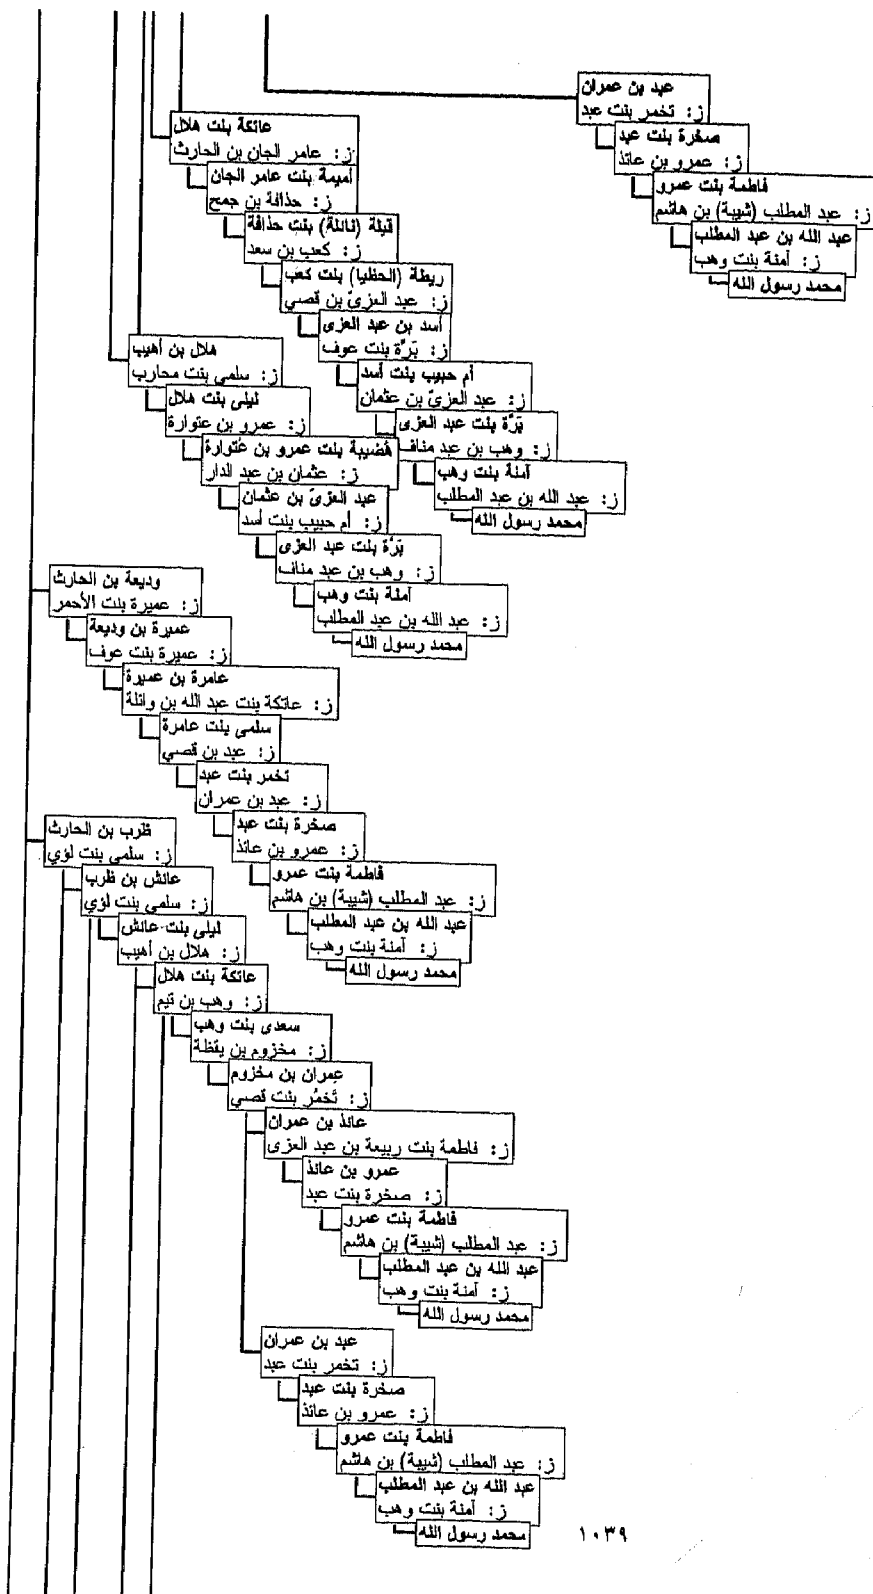 عبد بن عمران
ز: تخمر بنت عبد
صخرة بنت عبد
ز: عمرو بن عائذ
فاطمة بنت عمرو
ز: عبد المطلب (شيبة) بن هاشم
عبد الله بن عبد المطلب
ز: آمنة بنت وهب
محمد رسول الله
عاتكة بنت هلال
ز: عامر الجان بن الحارث
أميمة بنت عامر الجان
ز: حذافة بن جمح
قيلة (نائلة) بنت حذافة
ز: كعب بن سعد
ريطة (الحظيا) بنت كعب
ز: عبد العزىّ بن قصي
أسد بن عبد العزى
ز: بَرَّة بنت عوف
أم حبيب بنت أسد
ز: عبد العزىّ بن عثمان
بَرَّة بنت عبد العزى
ز: وهب بن عبد مناف
آمنة بنت وهب
ز: عبد الله بن عبد المطلب
محمد رسول الله
هلال بن أهيب
ز: سلمى بنت محارب
ليلى بنت هلال
ز: عمرو بن عتوارة
هُضيبة بنت عمرو بن عُتوارة
ز: عثمان بن عبد الدار
عبد العزىّ بن عثمان
ز: أم حبيب بنت أسد
بَرَّة بنت عبد العزى
ز: وهب بن عبد مناف
آمنة بنت وهب
ز: عبد الله بن عبد المطلب
محمد رسول الله
وديعة بن الحارث
ز: عميرة بنت الأحمر
عميرة بن وديعة
ز: عميرة بنت عوف
عامرة بن عميرة
ز: عاتكة بنت عبد الله بن وائلة
سلمى بنت عامرة
ز: عبد بن قصي
تخمر بنت عبد
ز: عبد بن عمران
صخرة بنت عبد
ز: عمرو بن عائذ
فاطمة بنت عمرو
ز: عبد المطلب (شيبة) بن هاشم
عبد الله بن عبد المطلب
ز: آمنة بنت وهب
محمد رسول الله
ظرب بن الحارث
ز: سلمى بنت لؤي
عائش بن ظرب
ز: سلمى بنت لؤي
ليلى بنت عائش
ز: هلال بن أهيب
عاتكة بنت هلال
ز: وهب بن تيم
سعدى بنت وهب
ز: مخزوم بن يقظة
عِمران بن مخزوم
ز: تَخمُر بنت قصي
عائذ بن عمران
ز: فاطمة بنت ربيعة بن عبد العزى
عمرو بن عائذ
ز: صخرة بنت عبد
فاطمة بنت عمرو
ز: عبد المطلب (شيبة) بن هاشم
عبد الله بن عبد المطلب
ز: آمنة بنت وهب
محمد رسول الله
عبد بن عمران
ز: تخمر بنت عبد
صخرة بنت عبد
ز: عمرو بن عائذ
فاطمة بنت عمرو
ز: عبد المطلب (شيبة) بن هاشم
عبد الله بن عبد المطلب
ز: آمنة بنت وهب
محمد رسول الله
١٠٣٩